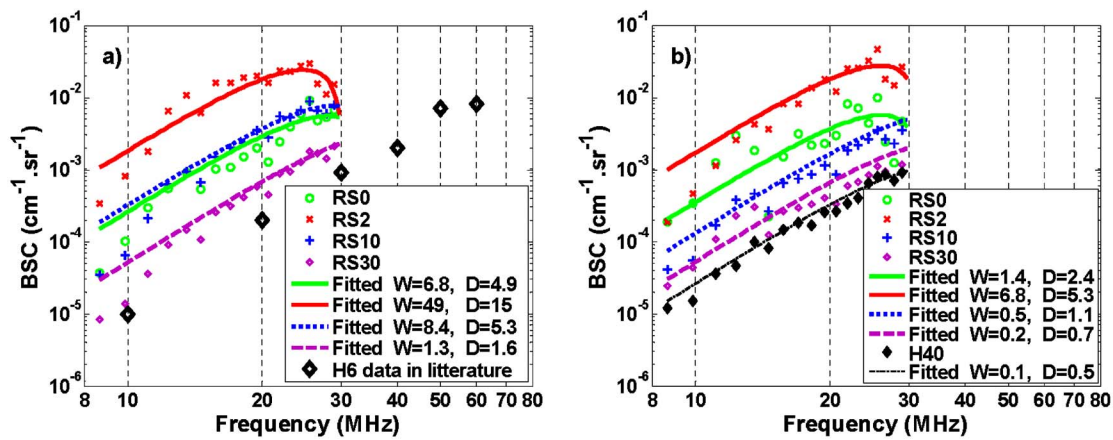 a)
BSC (cm-1.sr-1)
10-1
10-2
10-3
10-4
10-5
10-6
RS0
RS2
RS10
RS30
Fitted W=6.8, D=4.9
Fitted W=49, D=15
Fitted W=8.4, D=5.3
Fitted W=1.3, D=1.6
H6 data in litterature
10 20 30 40 50 60 70 80
Frequency (MHz)
b)
BSC (cm-1.sr-1)
10-1
10-2
10-3
10-4
10-5
10-6
RS0
RS2
RS10
RS30
Fitted W=1.4, D=2.4
Fitted W=6.8, D=5.3
Fitted W=0.5, D=1.1
Fitted W=0.2, D=0.7
H40
Fitted W=0.1, D=0.5
10 20 30 40 50 60 70 80
Frequency (MHz)